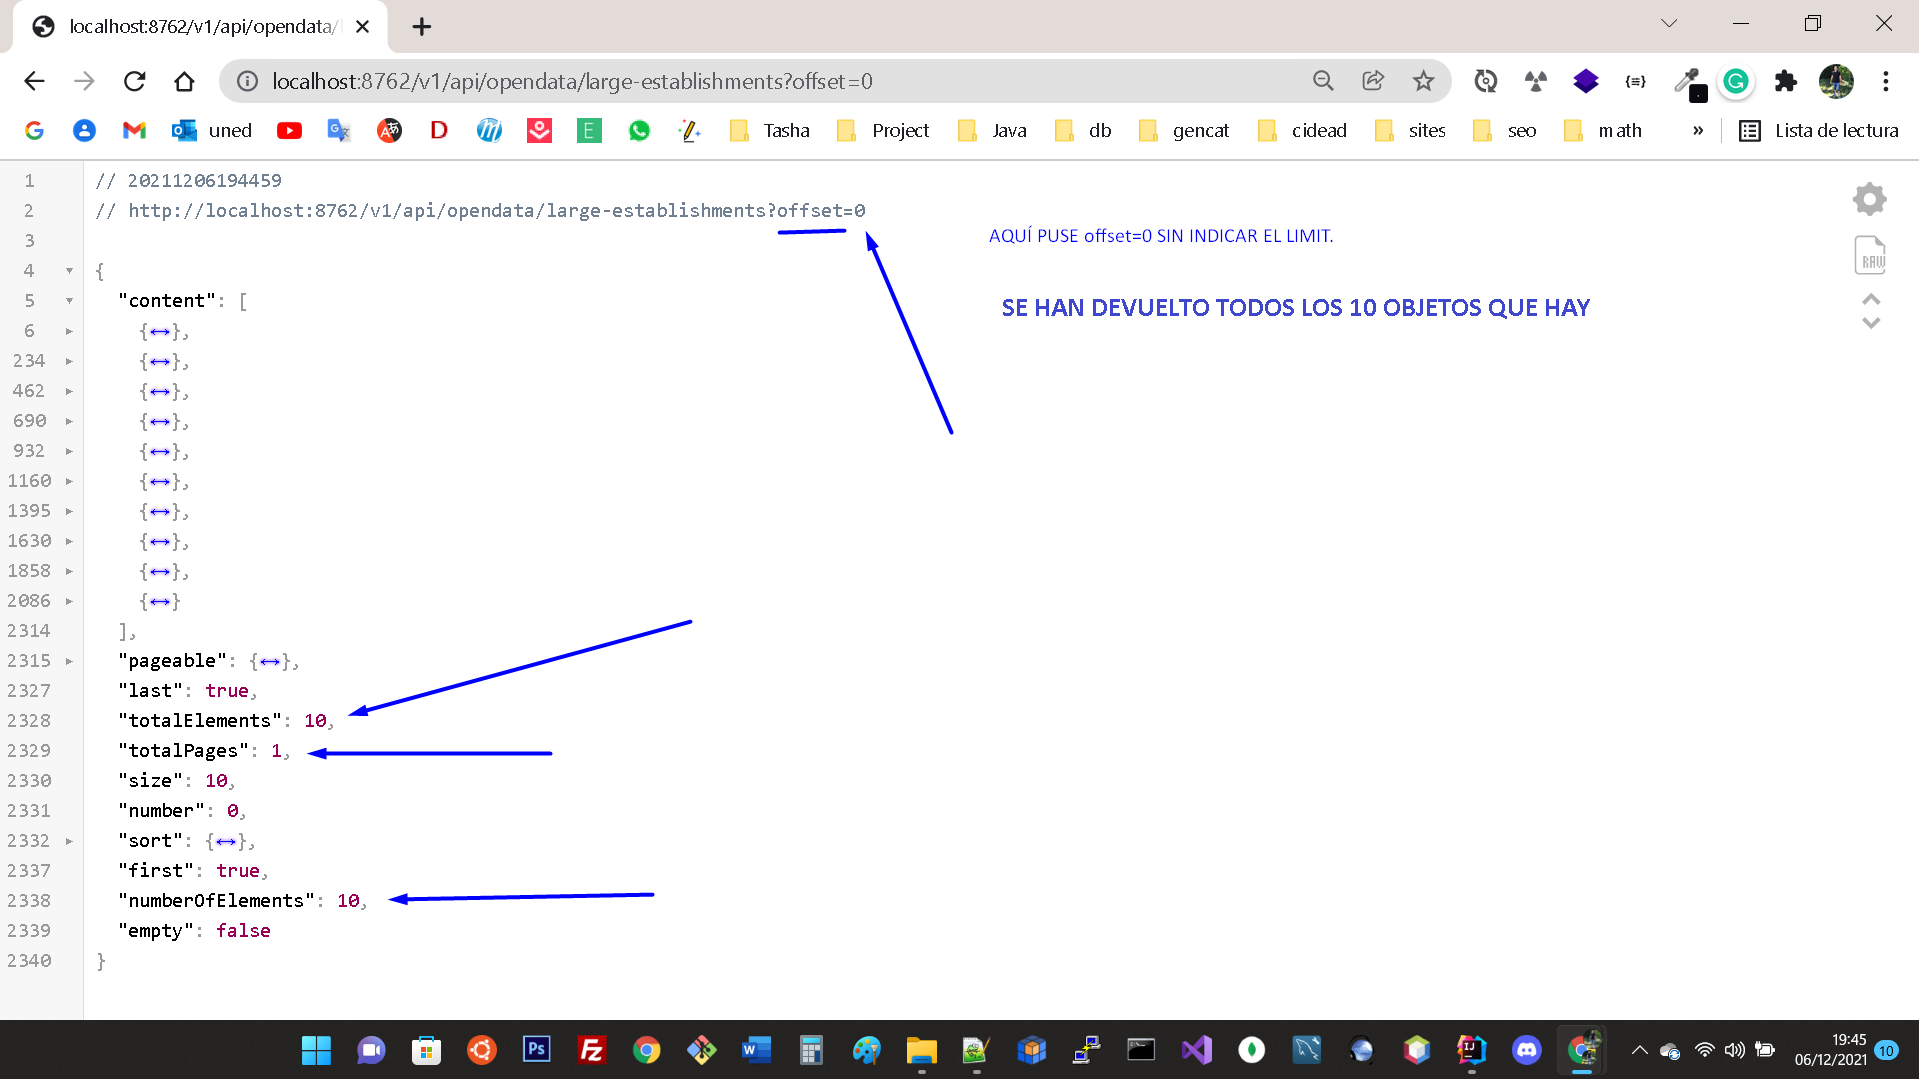 localhost:8762/v1/api/opendata/
localhost:8762/v1/api/opendata/large-establishments?offset=0
uned
Tasha
Project
Java
db
gencat
cidead
sites
seo
math
»
Lista de lectura
1 // 20211206194459
2 // http://localhost:8762/v1/api/opendata/large-establishments?offset=0
AQUÍ PUSE offset=0 SIN INDICAR EL LIMIT.
3
4 {
SE HAN DEVUELTO TODOS LOS 10 OBJETOS QUE HAY
RAW
5 "content": [
6 {↔},
234 {↔},
462 {↔},
690 {↔},
932 {↔},
1160 {↔},
1395 {↔},
1630 {↔},
1858 {↔},
2086 {↔}
2314 ],
2315 "pageable": {↔},
2327 "last": true,
2328 "totalElements": 10,
2329 "totalPages": 1,
2330 "size": 10,
2331 "number": 0,
2332 "sort": {↔},
2337 "first": true,
2338 "numberOfElements": 10,
2339 "empty": false
2340 }
Ps
Fz
W
IJ
19:45
06/12/2021
10